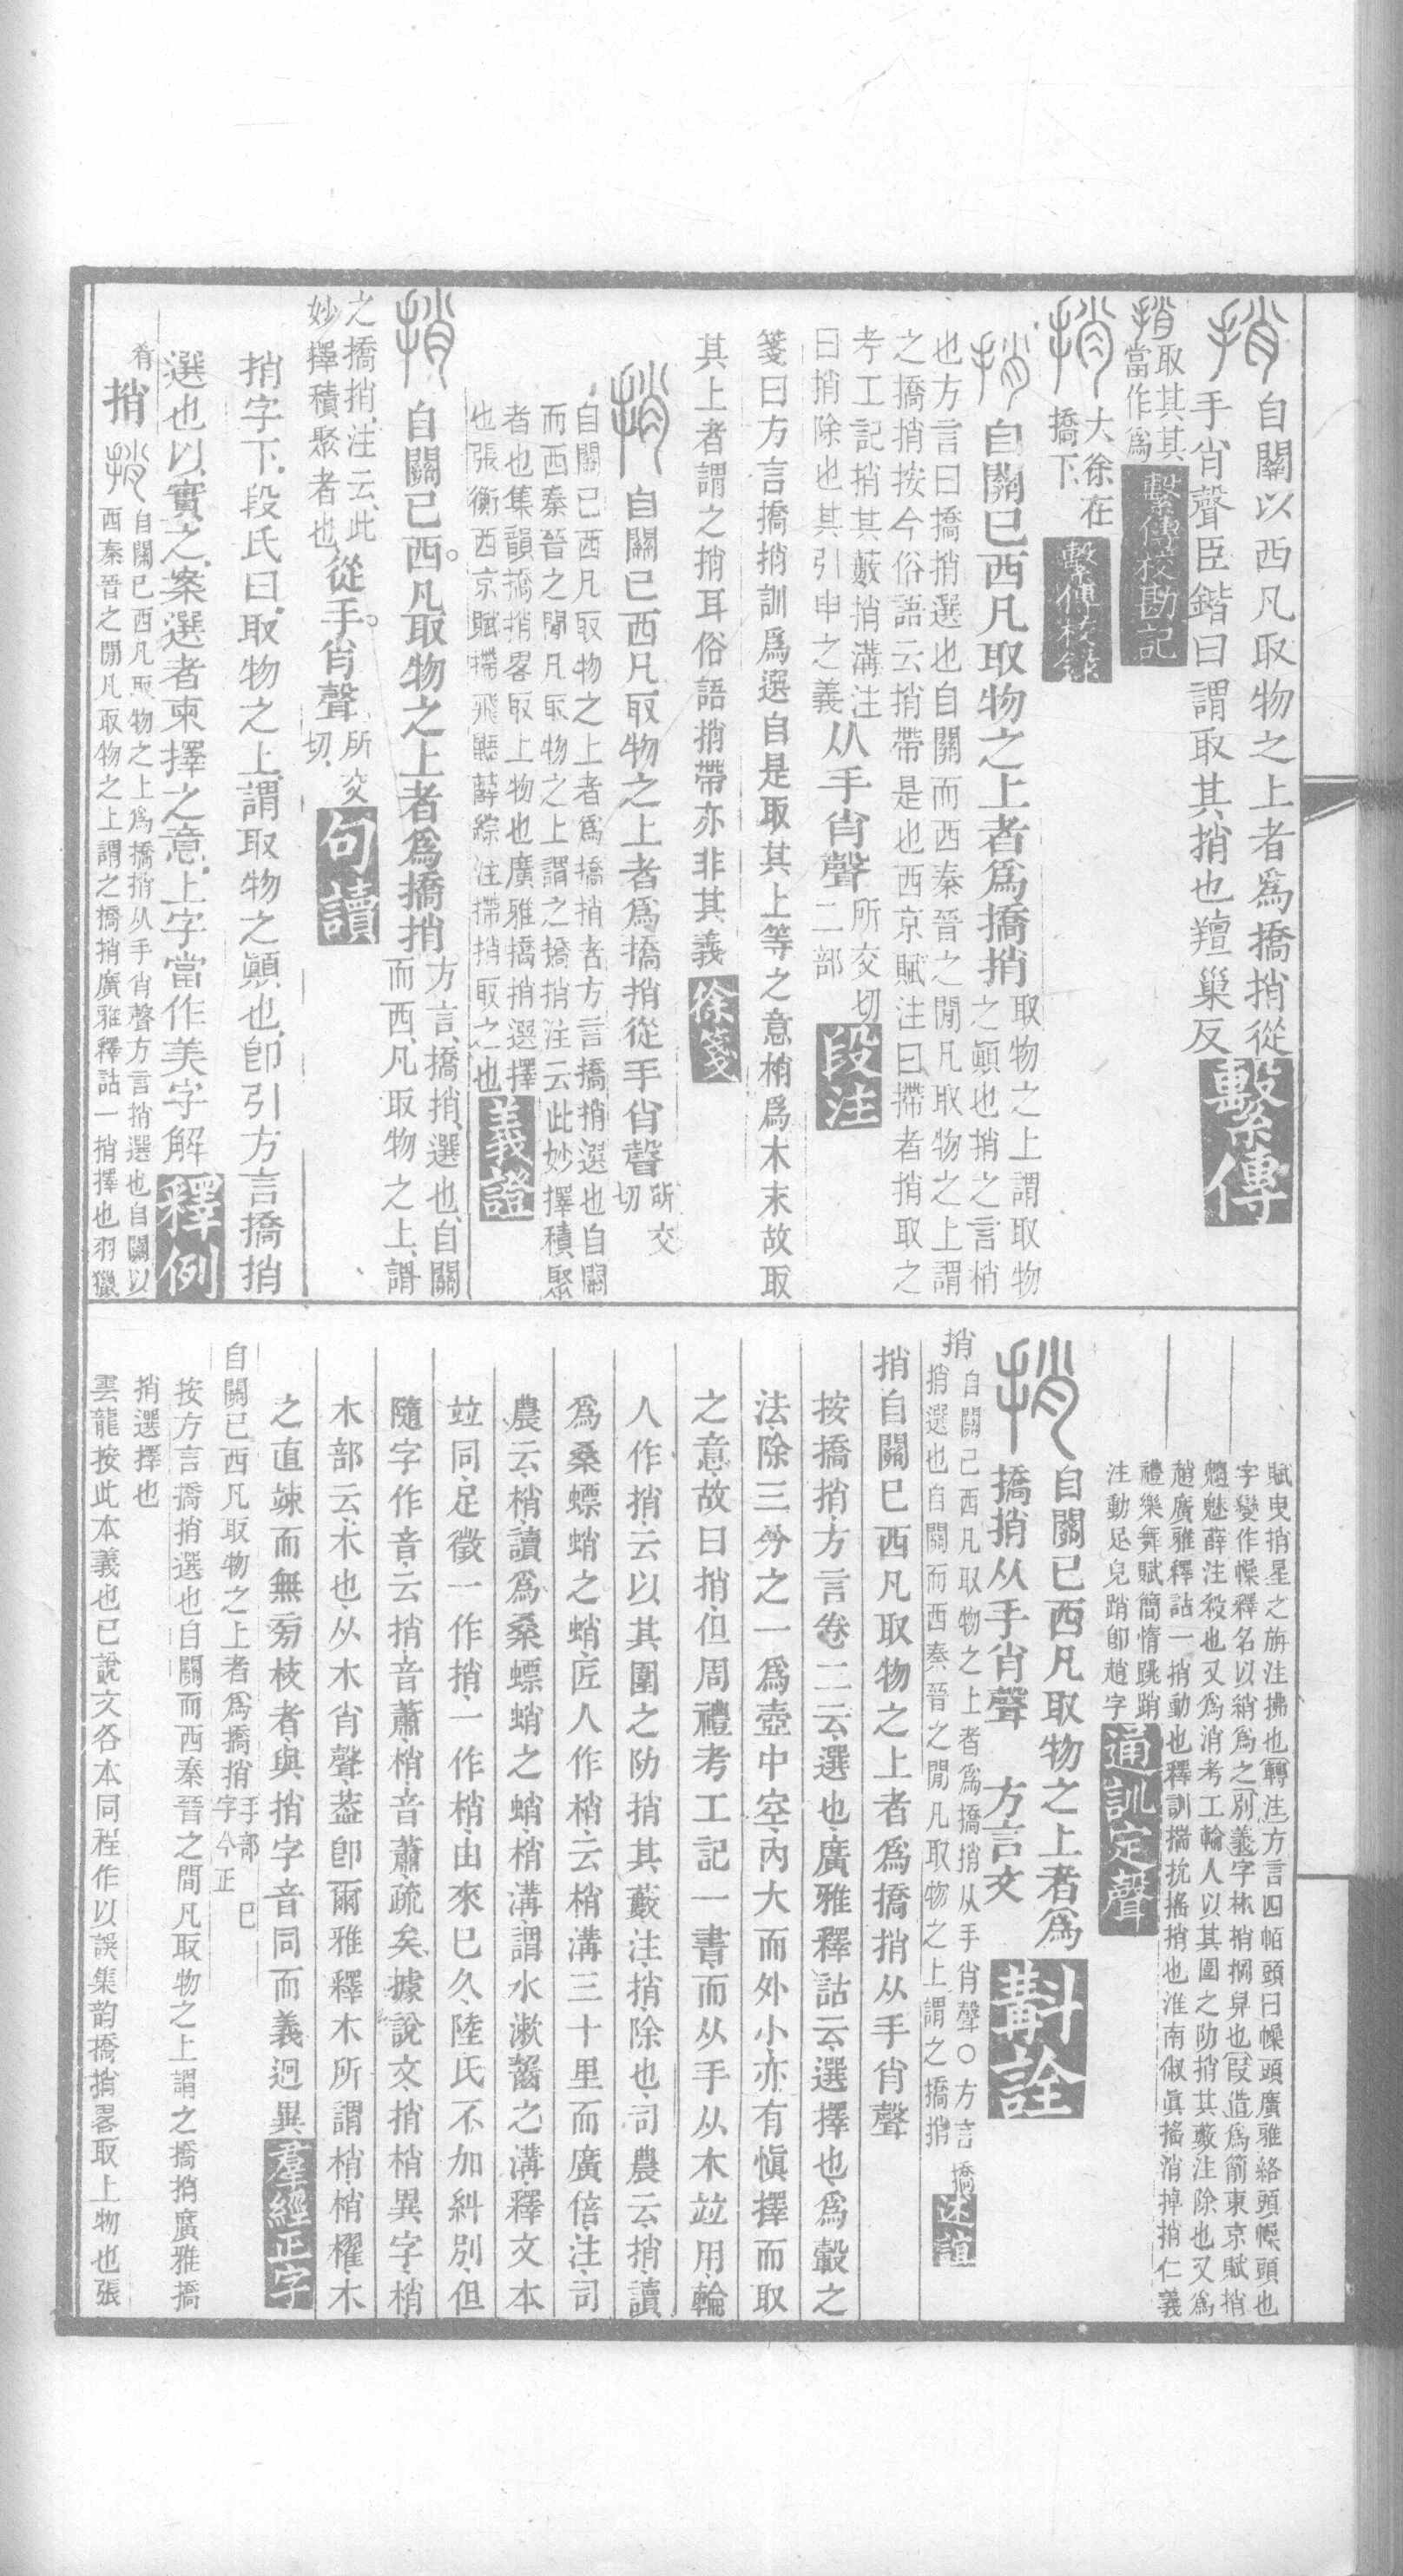 自關以西凡取物之上者爲撟捎從
手肖聲臣鍇曰謂取其捎也羶巢反
繫傳
捎取其其
當作爲
繫傳校勘記
大徐在
撟下
繫傳校錄
自關已西凡取物之上者爲撟捎
取物之上謂取物
之顚也捎之言梢
也方言曰撟捎選也自關而西秦晉之閒凡取物之上謂
之撟捎按今俗語云捎帶是也西京賦注曰摕者捎取之
考工記捎其藪捎溝注
曰捎除也其引申之義
从手肖聲
所交切
二部
段注
箋曰方言撟捎訓爲選自是取其上等之意梢爲木末故取
其上者謂之捎耳俗語捎帶亦非其義
徐箋
自關已西凡取物之上者爲撟捎從手肖聲
所交
切
自關已西凡取物之上者爲撟捎者方言撟捎選也自關
而西秦晉之閒凡取物之上謂之撟捎注云此妙擇積聚
者也集韻撟捎畧取上物也廣雅撟捎選擇
也張衡西京賦摕飛鼯薛綜注摕捎取之也
義證
自關已西凡取物之上者爲撟捎
方言撟捎選也自關
而西凡取物之上謂
之撟捎注云此
妙擇積聚者也
從手肖聲
所交
切
句讀
捎字下段氏曰取物之上謂取物之顚也卽引方言撟捎
選也以實之案選者柬擇之意上字當作美字解
釋例
肴
捎
自關已西凡取物之上爲撟捎从手肖聲方言捎選也自關以
西秦晉之閒凡取物之上謂之撟捎廣雅釋詁一捎擇也羽獵
賦曳捎星之旃注拂也轉注方言四帞頭曰幧頭廣雅絡頭幧頭也
字變作幧釋名以綃爲之別義字林捎掆舁也叚造爲箾東京賦捎
魑魅薛注殺也又爲消考工輪人以其圍之阞捎其藪注除也又爲
趙廣雅釋詁一捎動也釋訓揣抁搖捎也淮南俶眞搖消掉捎仁義
禮樂舞賦簡惰跳踃
注動足皃踃卽趙字
通訓定聲
自關已西凡取物之上者爲
撟捎从手肖聲　方言文
斠詮
捎
自關已西凡取物之上者爲撟捎从手肖聲○方言撟
捎選也自關而西秦晉之閒凡取物之上謂之撟捎
述誼
捎自關已西凡取物之上者爲撟捎从手肖聲
按撟捎方言卷二云選也廣雅釋詁云選擇也爲轂之
法除三分之一爲壺中空內大而外小亦有愼擇而取
之意故曰捎但周禮考工記一書而从手从木竝用輪
人作捎云以其圍之阞捎其藪注捎除也司農云捎讀
爲桑螵蛸之蛸匠人作梢云梢溝三十里而廣倍注司
農云梢讀爲桑螵蛸之蛸梢溝謂水漱齧之溝釋文本
竝同足徵一作捎一作梢由來已久陸氏不加糾別但
隨字作音云捎音蕭梢音蕭疏矣據說文捎梢異字梢
木部云木也从木肖聲葢卽爾雅釋木所謂梢梢櫂木
之直竦而無旁枝者與捎字音同而義迥異
羣經正字
自關已西凡取物之上者爲撟捎
手部　已
字今正
按方言撟捎選也自關而西秦晉之間凡取物之上謂之撟捎廣雅撟
捎選擇也
雲龍按此本義也已說文各本同程作以誤集韵撟捎畧取上物也張